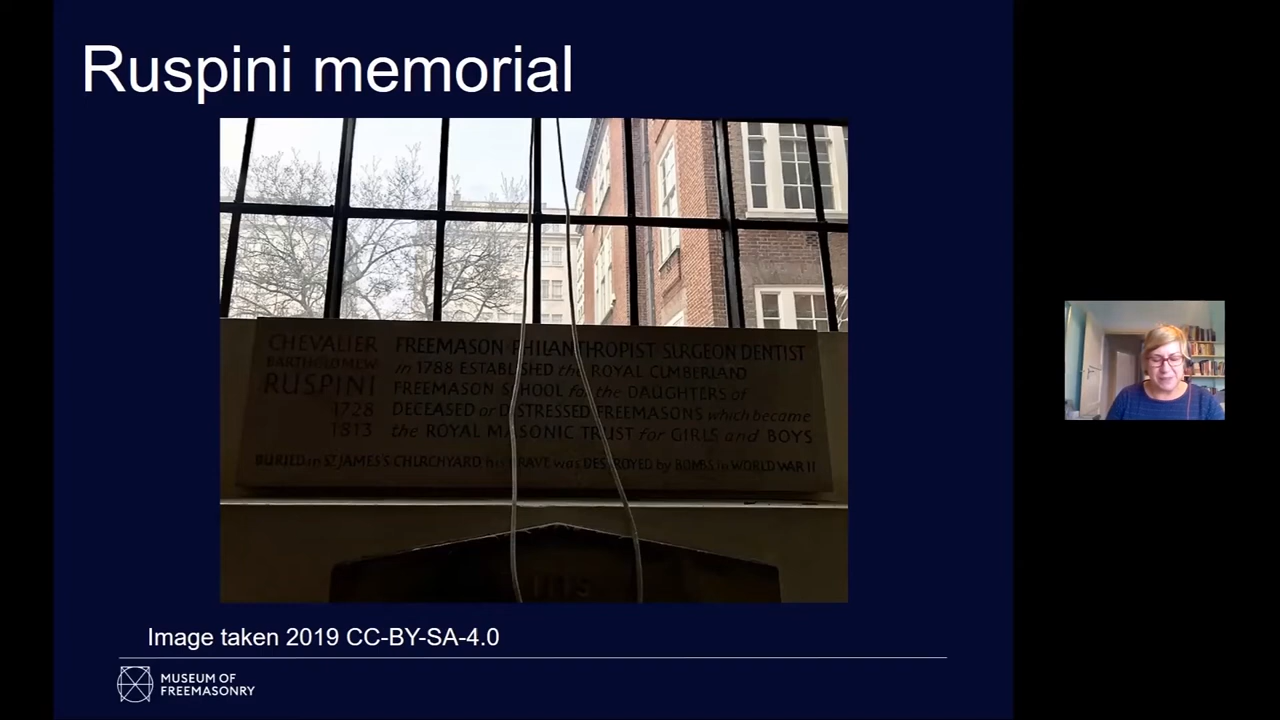 Ruspini memorial
CHEVALIER
BARTHOLOMEW
RUSPINI
1728
1813
FREEMASON PHILANTHROPIST SURGEON DENTIST
in 1788 ESTABLISHED the ROYAL CUMBERLAND
FREEMASON SCHOOL for the DAUGHTERS of
DECEASED or DISTRESSED FREEMASONS which became
the ROYAL MASONIC TRUST for GIRLS and BOYS
BURIED in ST JAMES'S CHURCHYARD his GRAVE was DESTROYED by BOMBS in WORLD WAR II
Image taken 2019 CC-BY-SA-4.0
MUSEUM OF
FREEMASONRY